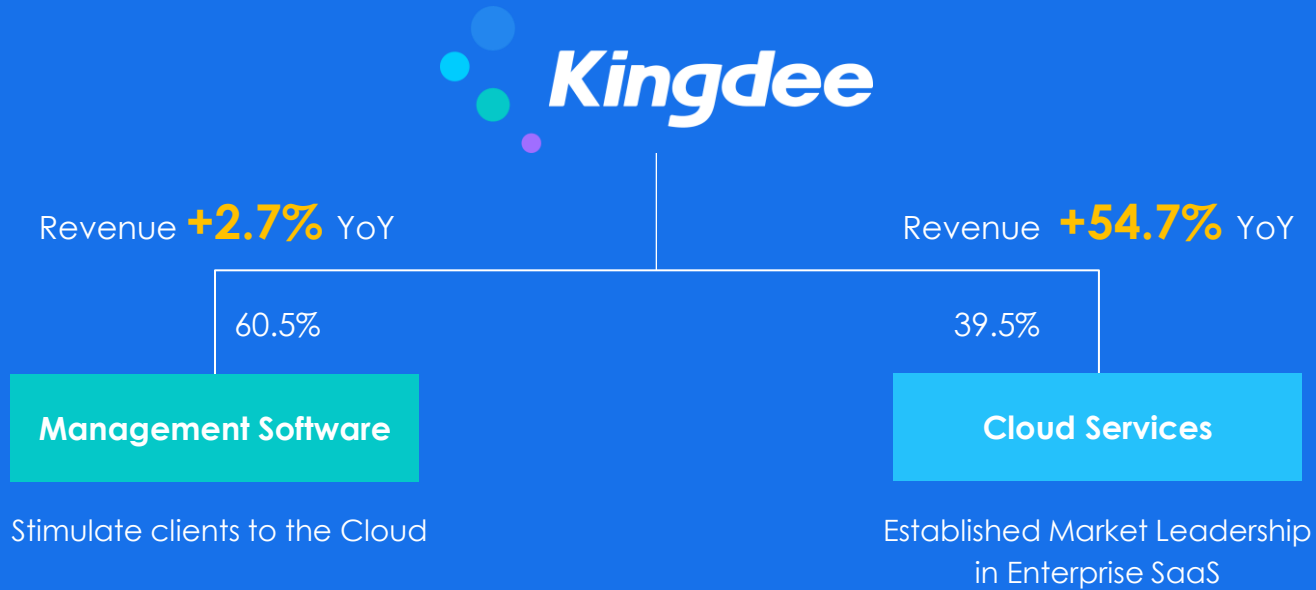 Kingdee
Revenue +2.7% YoY
Revenue +54.7% YoY
60.5%
39.5%
Management Software
Cloud Services
Stimulate clients to the Cloud
Established Market Leadership
in Enterprise SaaS